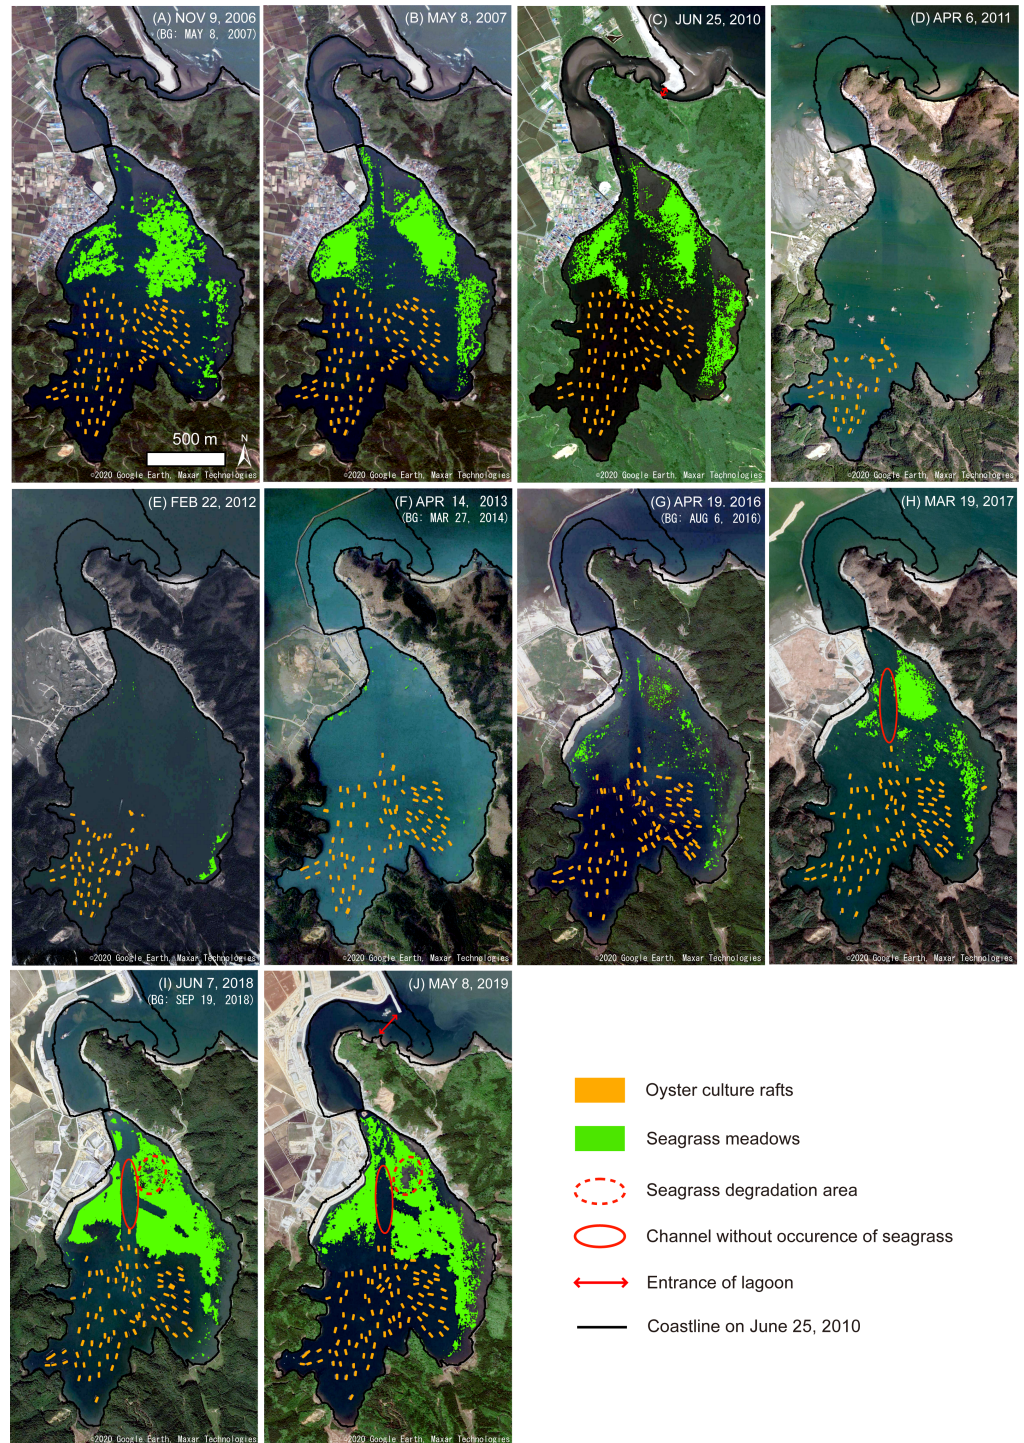 (A) NOV 9, 2006
(BG: MAY 8, 2007)
(B) MAY 8, 2007
(C) JUN 25, 2010
(D) APR 6, 2011
500 m
N
©2020 Google Earth, Maxar Technologies
©2020 Google Earth, Maxar Technologies
©2020 Google Earth, Maxar Technologies
©2020 Google Earth, Maxar Technologies
(E) FEB 22, 2012
(F) APR 14, 2013
(BG: MAR 27, 2014)
(G) APR 19. 2016
(BG: AUG 6, 2016)
(H) MAR 19, 2017
©2020 Google Earth, Maxar Technologies
©2020 Google Earth, Maxar Technologies
©2020 Google Earth, Maxar Technologies
©2020 Google Earth, Maxar Technologies
(I) JUN 7, 2018
(BG: SEP 19, 2018)
(J) MAY 8, 2019
©2020 Google Earth, Maxar Technologies
©2020 Google Earth, Maxar Technologies
Oyster culture rafts
Seagrass meadows
Seagrass degradation area
Channel without occurence of seagrass
Entrance of lagoon
Coastline on June 25, 2010